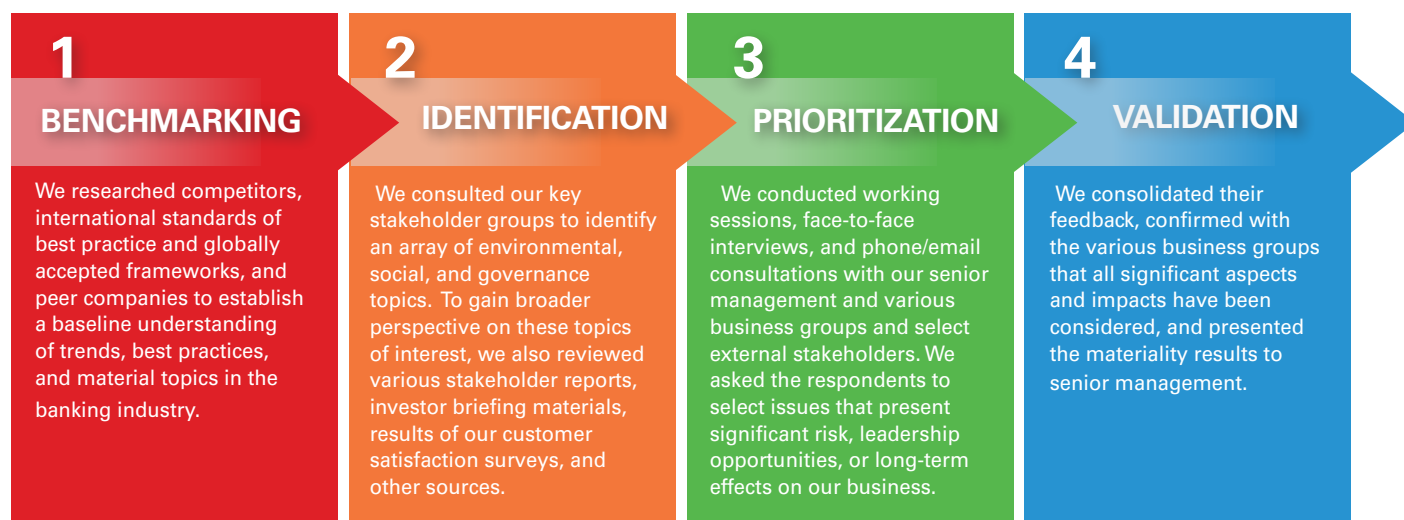 1
BENCHMARKING
We researched competitors,
international standards of
best practice and globally
accepted frameworks, and
peer companies to establish
a baseline understanding
of trends, best practices,
and material topics in the
banking industry.
2
IDENTIFICATION
We consulted our key
stakeholder groups to identify
an array of environmental,
social, and governance
topics. To gain broader
perspective on these topics
of interest, we also reviewed
various stakeholder reports,
investor briefing materials,
results of our customer
satisfaction surveys, and
other sources.
3
PRIORITIZATION
We conducted working
sessions, face-to-face
interviews, and phone/email
consultations with our senior
management and various
business groups and select
external stakeholders. We
asked the respondents to
select issues that present
significant risk, leadership
opportunities, or long-term
effects on our business.
4
VALIDATION
We consolidated their
feedback, confirmed with
the various business groups
that all significant aspects
and impacts have been
considered, and presented
the materiality results to
senior management.